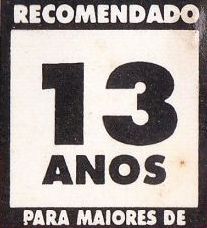 RECOMENDADO
13
ANOS
PARA MAIORES DE